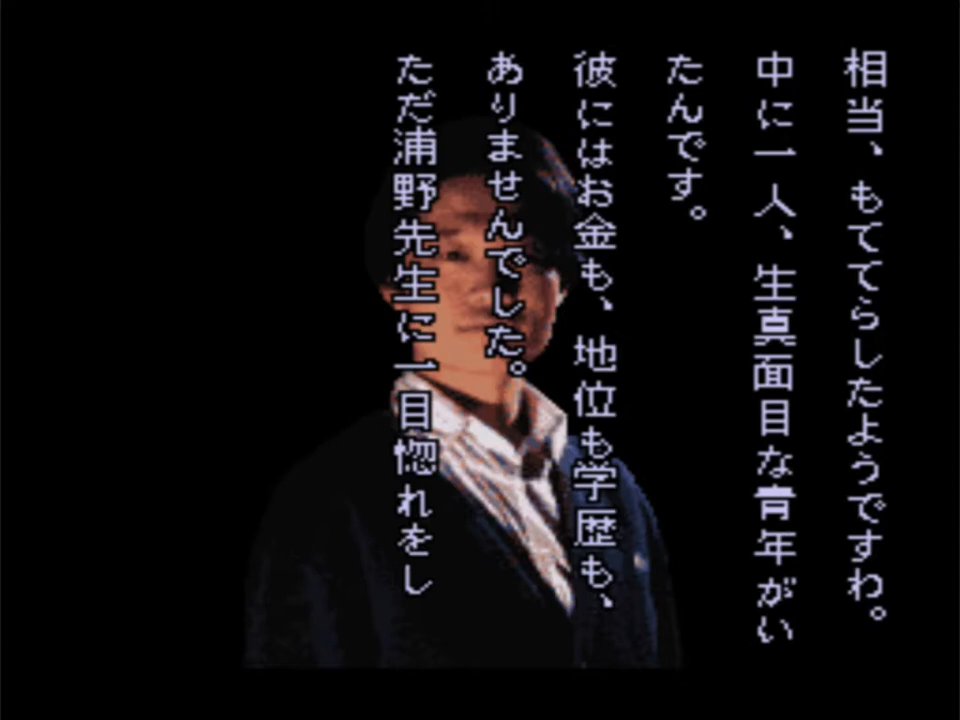 相当、もててらしたようですわ。
中に一人、生真面目な青年がい
たんです。
彼にはお金も、地位も学歴も、
ありませんでした。
ただ浦野先生に一目惚れをし